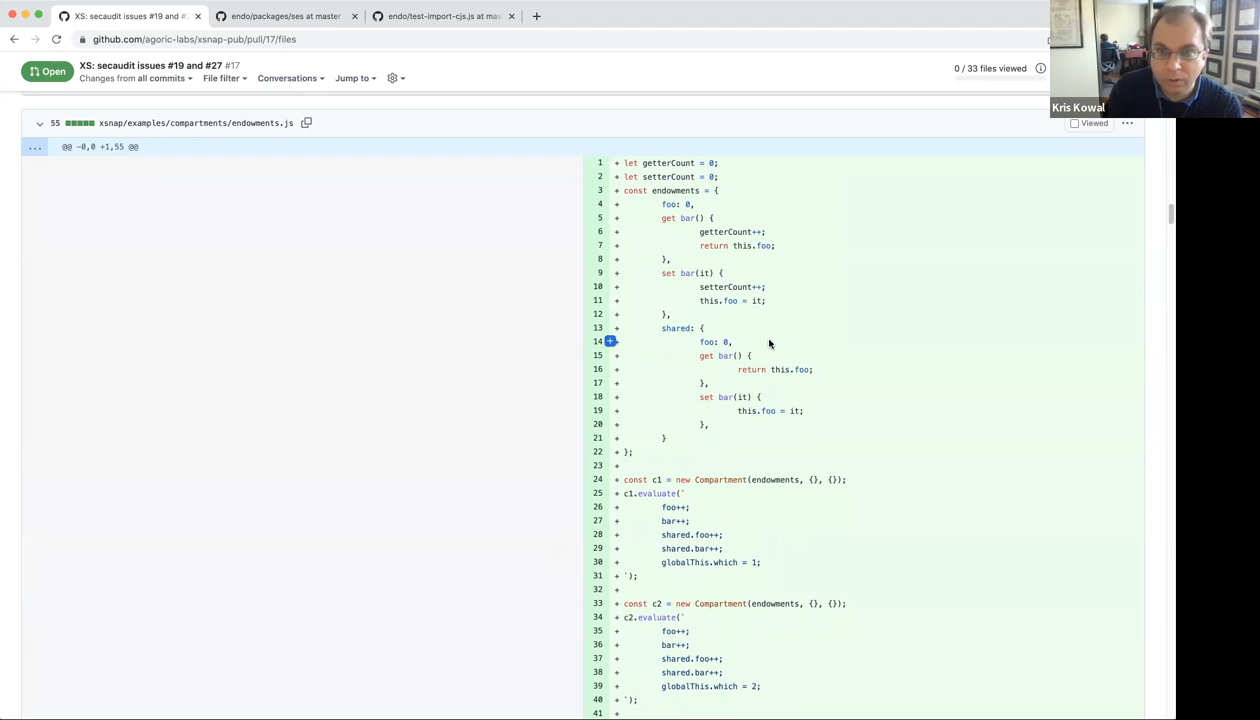 secaudit issues #19 and #2
endo/packages/ses at master
endo/test-import-cjs.js at mas
github.com/agoric-labs/xsnap-pub/pull/17/files
Open
XS: secaudit issues #19 and #27 #17
Changes from all commits
File filter
Conversations
Jump to
0 / 33 files viewed
Kris Kowal
55
xsnap/examples/compartments/endowments.js
Viewed
...
@@ -0,0 +1,55 @@
1 + let getterCount = 0;
2 + let setterCount = 0;
3 + const endowments = {
4 + foo: 0,
5 + get bar() {
6 + getterCount++;
7 + return this.foo;
8 + },
9 + set bar(it) {
10 + setterCount++;
11 + this.foo = it;
12 + },
13 + shared: {
14 + foo: 0,
15 + get bar() {
16 + return this.foo;
17 + },
18 + set bar(it) {
19 + this.foo = it;
20 + },
21 + }
22 + };
23 +
24 + const c1 = new Compartment(endowments, {}, {});
25 + c1.evaluate(`
26 + foo++;
27 + bar++;
28 + shared.foo++;
29 + shared.bar++;
30 + globalThis.which = 1;
31 + `);
32 +
33 + const c2 = new Compartment(endowments, {}, {});
34 + c2.evaluate(`
35 + foo++;
36 + bar++;
37 + shared.foo++;
38 + shared.bar++;
39 + globalThis.which = 2;
40 + `);
41 +